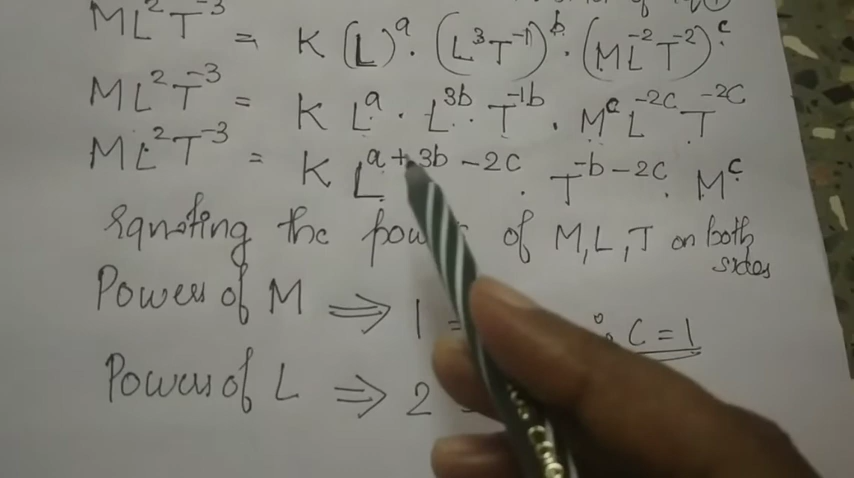 ML²T⁻³ = K (L)ᵃ · (L³T⁻¹)ᵇ · (ML⁻²T⁻²)ᶜ
ML²T⁻³ = K Lᵃ · L³ᵇ · T⁻¹ᵇ · Mᶜ L⁻²ᶜ T⁻²ᶜ
ML²T⁻³ = K Lᵃ⁺³ᵇ⁻²ᶜ · T⁻ᵇ⁻²ᶜ · Mᶜ
Equating the of M, L, T on both sides
Powers of M ⇒ 1 = C = 1
Powers of L ⇒ 2